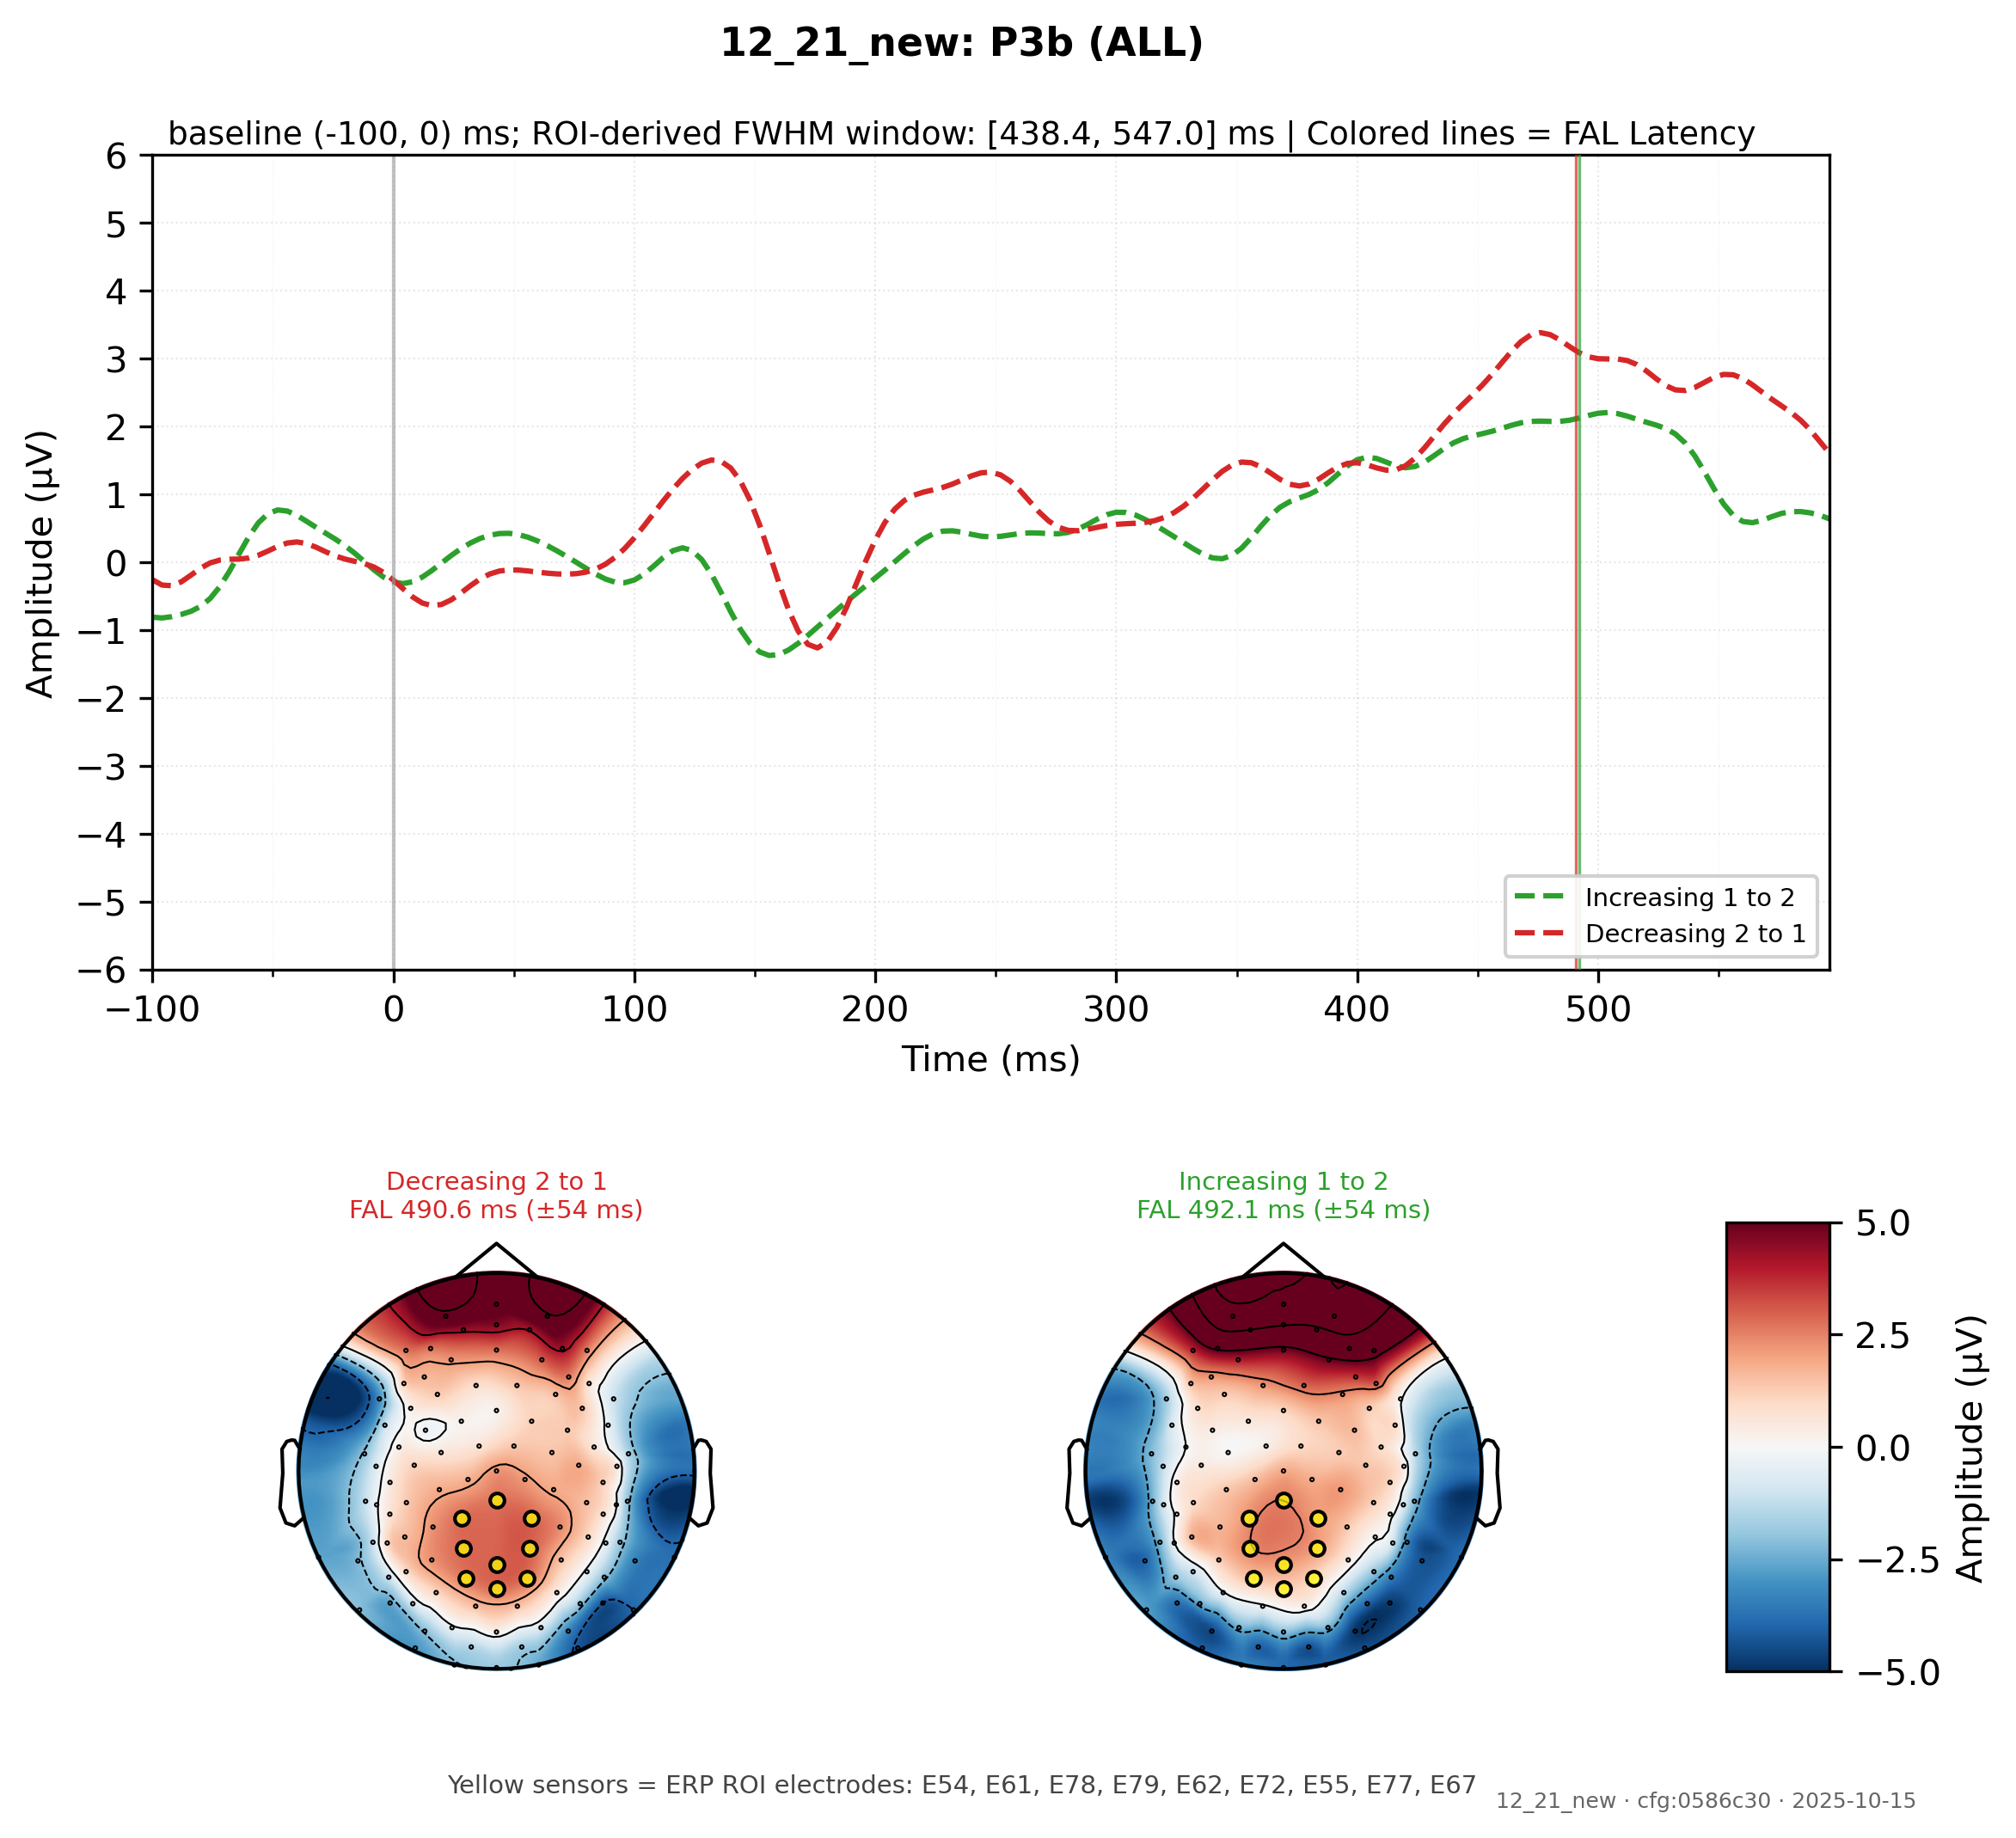 12_21_new: P3b (ALL)
baseline (-100, 0) ms; ROI-derived FWHM window: [438.4, 547.0] ms | Colored lines = FAL Latency
6
5
4
3
2
1
0
−1
−2
−3
−4
−5
−6
Amplitude (µV)
Increasing 1 to 2
Decreasing 2 to 1
−100 0 100 200 300 400 500
Time (ms)
Decreasing 2 to 1
FAL 490.6 ms (±54 ms)
Increasing 1 to 2
FAL 492.1 ms (±54 ms)
5.0
2.5
0.0
−2.5
−5.0
Amplitude (µV)
Yellow sensors = ERP ROI electrodes: E54, E61, E78, E79, E62, E72, E55, E77, E67
12_21_new · cfg:0586c30 · 2025-10-15